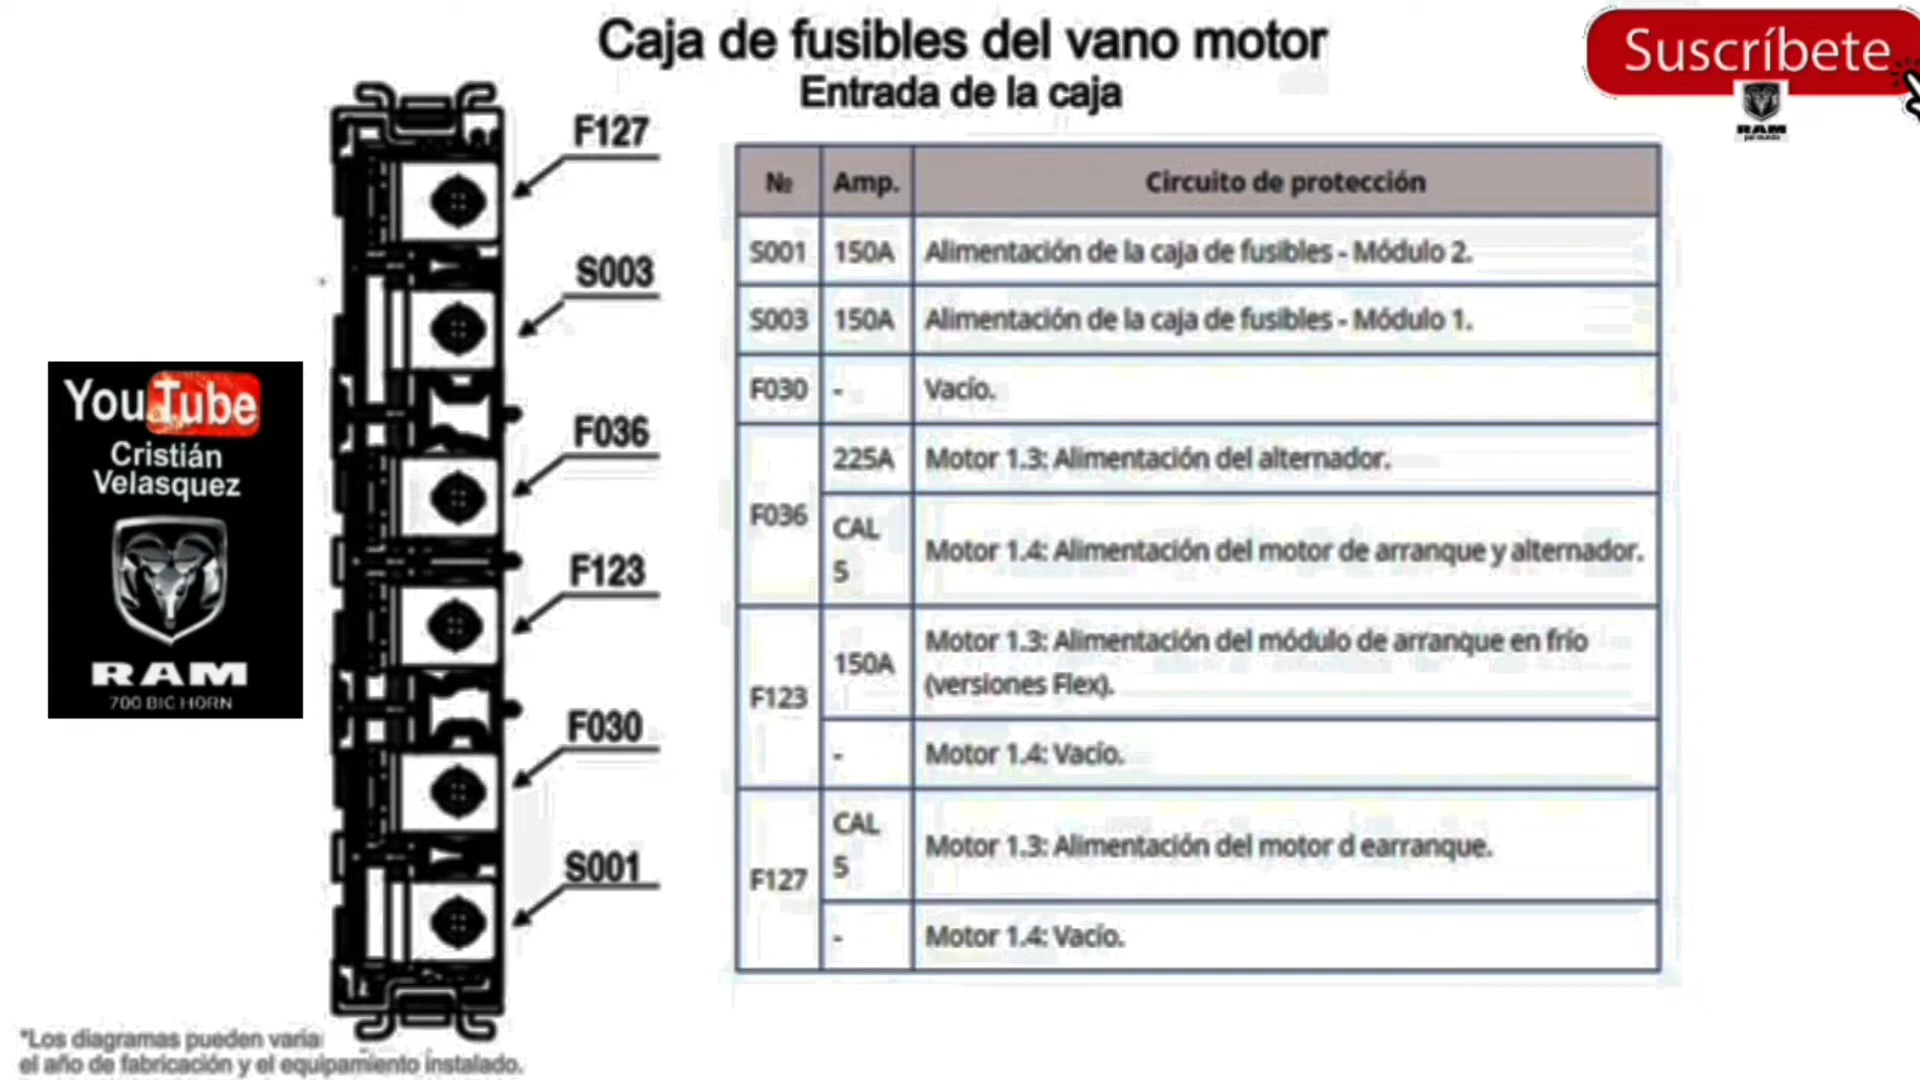 Caja de fusibles del vano motor
Entrada de la caja
Suscríbete
RAM
F127
S003
F036
F123
F030
S001
YouTube
Cristián
Velasquez
RAM
700 BIG HORN
№ Amp. Circuito de protección
S001 150A Alimentación de la caja de fusibles - Módulo 2.
S003 150A Alimentación de la caja de fusibles - Módulo 1.
F030 - Vacío.
F036 225A Motor 1.3: Alimentación del alternador.
CAL
5 Motor 1.4: Alimentación del motor de arranque y alternador.
F123 150A Motor 1.3: Alimentación del módulo de arranque en frío
(versiones Flex).
- Motor 1.4: Vacío.
F127 CAL
5 Motor 1.3: Alimentación del motor d earranque.
- Motor 1.4: Vacío.
*Los diagramas pueden varia
el año de fabricación y el equipamiento instalado.